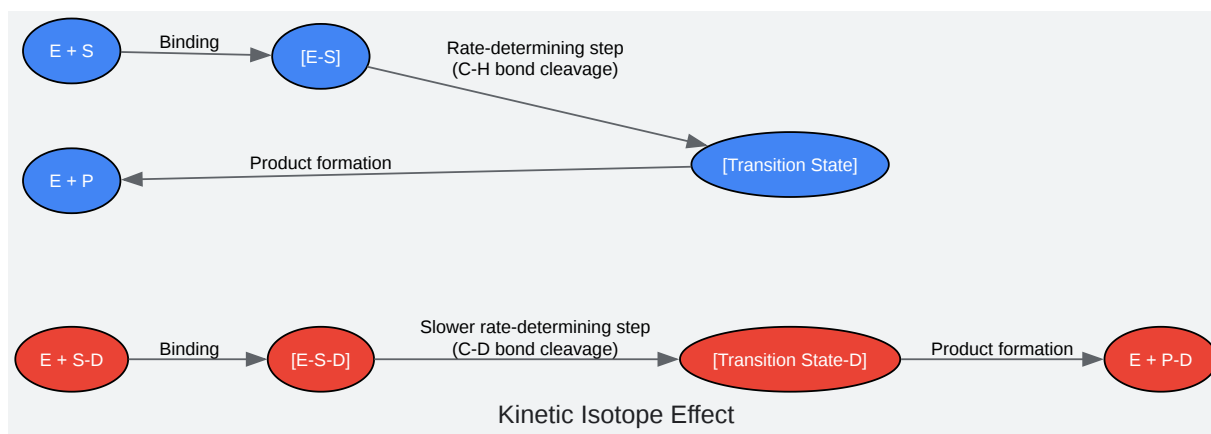 E + S
Binding
[E-S]
Rate-determining step
(C-H bond cleavage)
[Transition State]
Product formation
E + P
E + S-D
Binding
[E-S-D]
Slower rate-determining step
(C-D bond cleavage)
[Transition State-D]
Product formation
E + P-D
Kinetic Isotope Effect